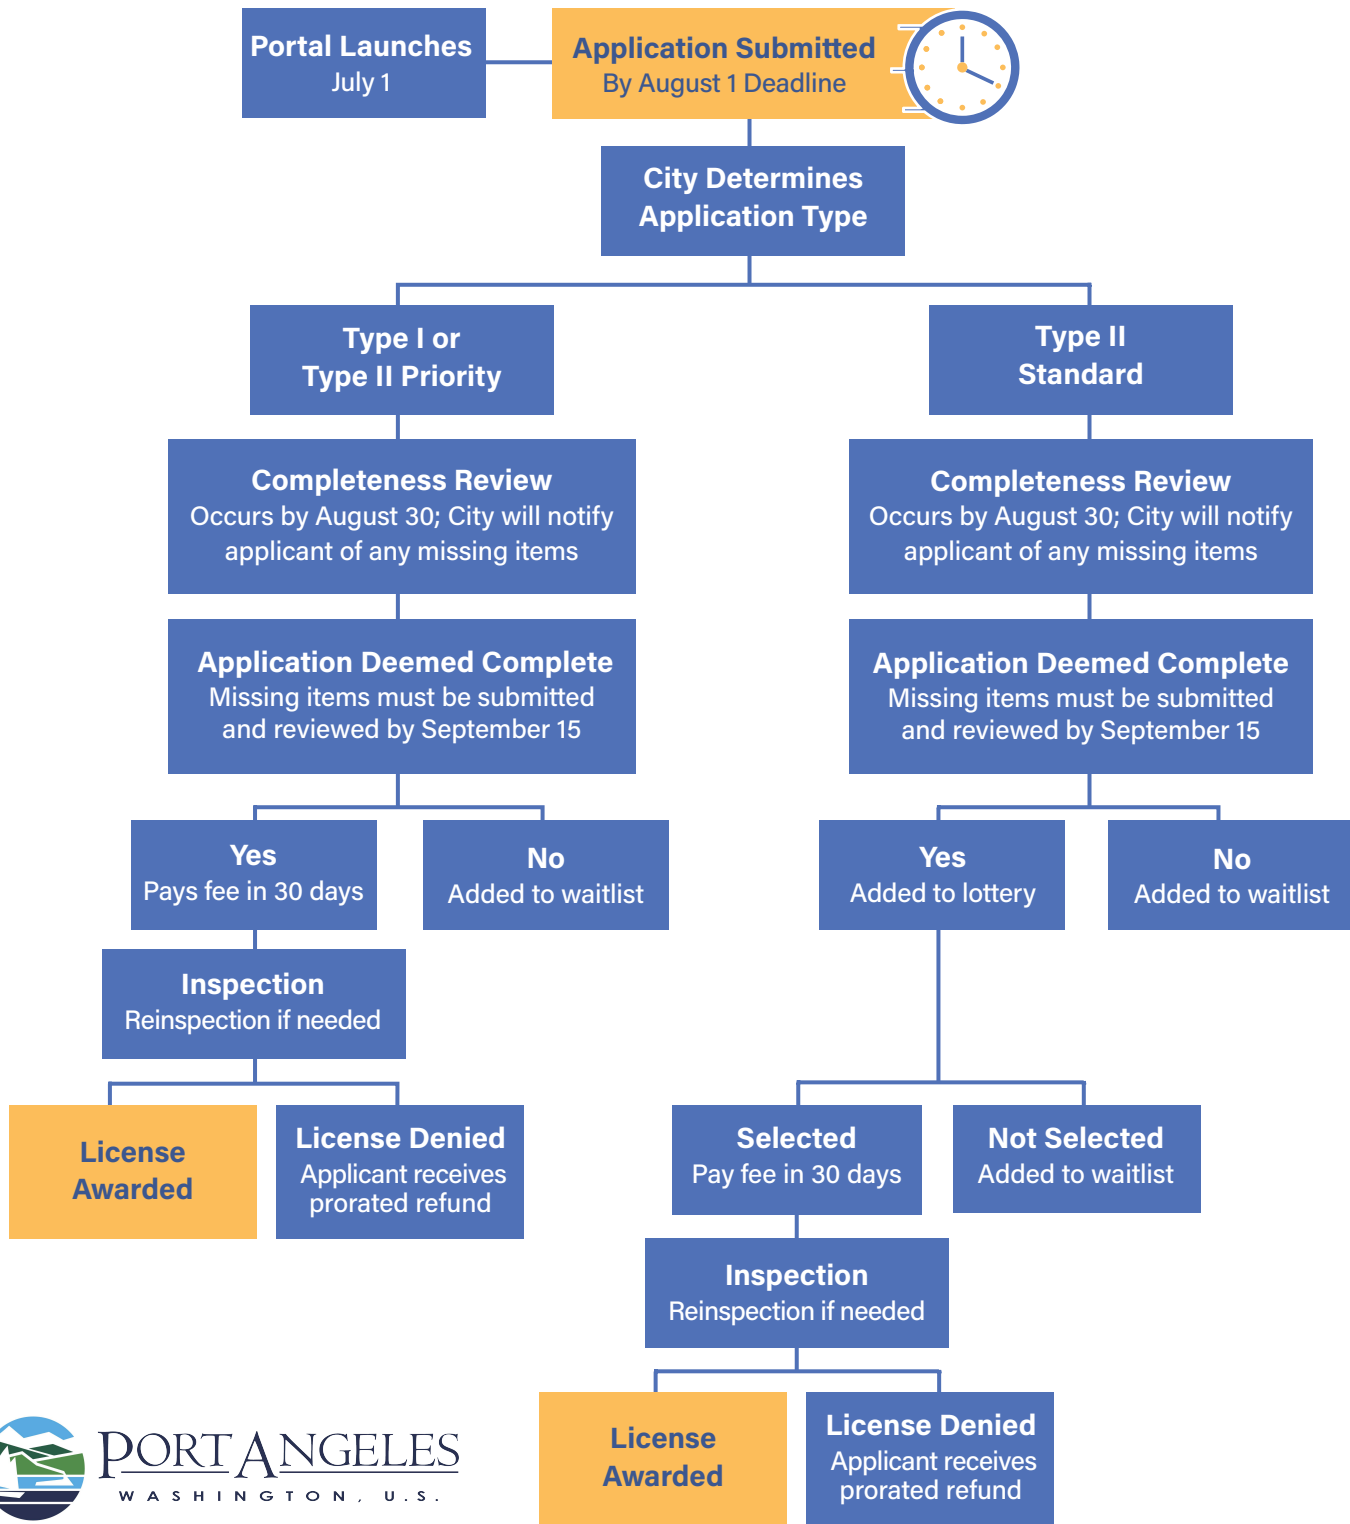 Portal Launches
July 1
Application Submitted
By August 1 Deadline
City Determines
Application Type
Type I or
Type II Priority
Type II
Standard
Completeness Review
Occurs by August 30; City will notify
applicant of any missing items
Completeness Review
Occurs by August 30; City will notify
applicant of any missing items
Application Deemed Complete
Missing items must be submitted
and reviewed by September 15
Application Deemed Complete
Missing items must be submitted
and reviewed by September 15
Yes
Pays fee in 30 days
No
Added to waitlist
Yes
Added to lottery
No
Added to waitlist
Inspection
Reinspection if needed
License
Awarded
License Denied
Applicant receives
prorated refund
Selected
Pay fee in 30 days
Not Selected
Added to waitlist
Inspection
Reinspection if needed
License
Awarded
License Denied
Applicant receives
prorated refund
PORT ANGELES
WASHINGTON, U.S.